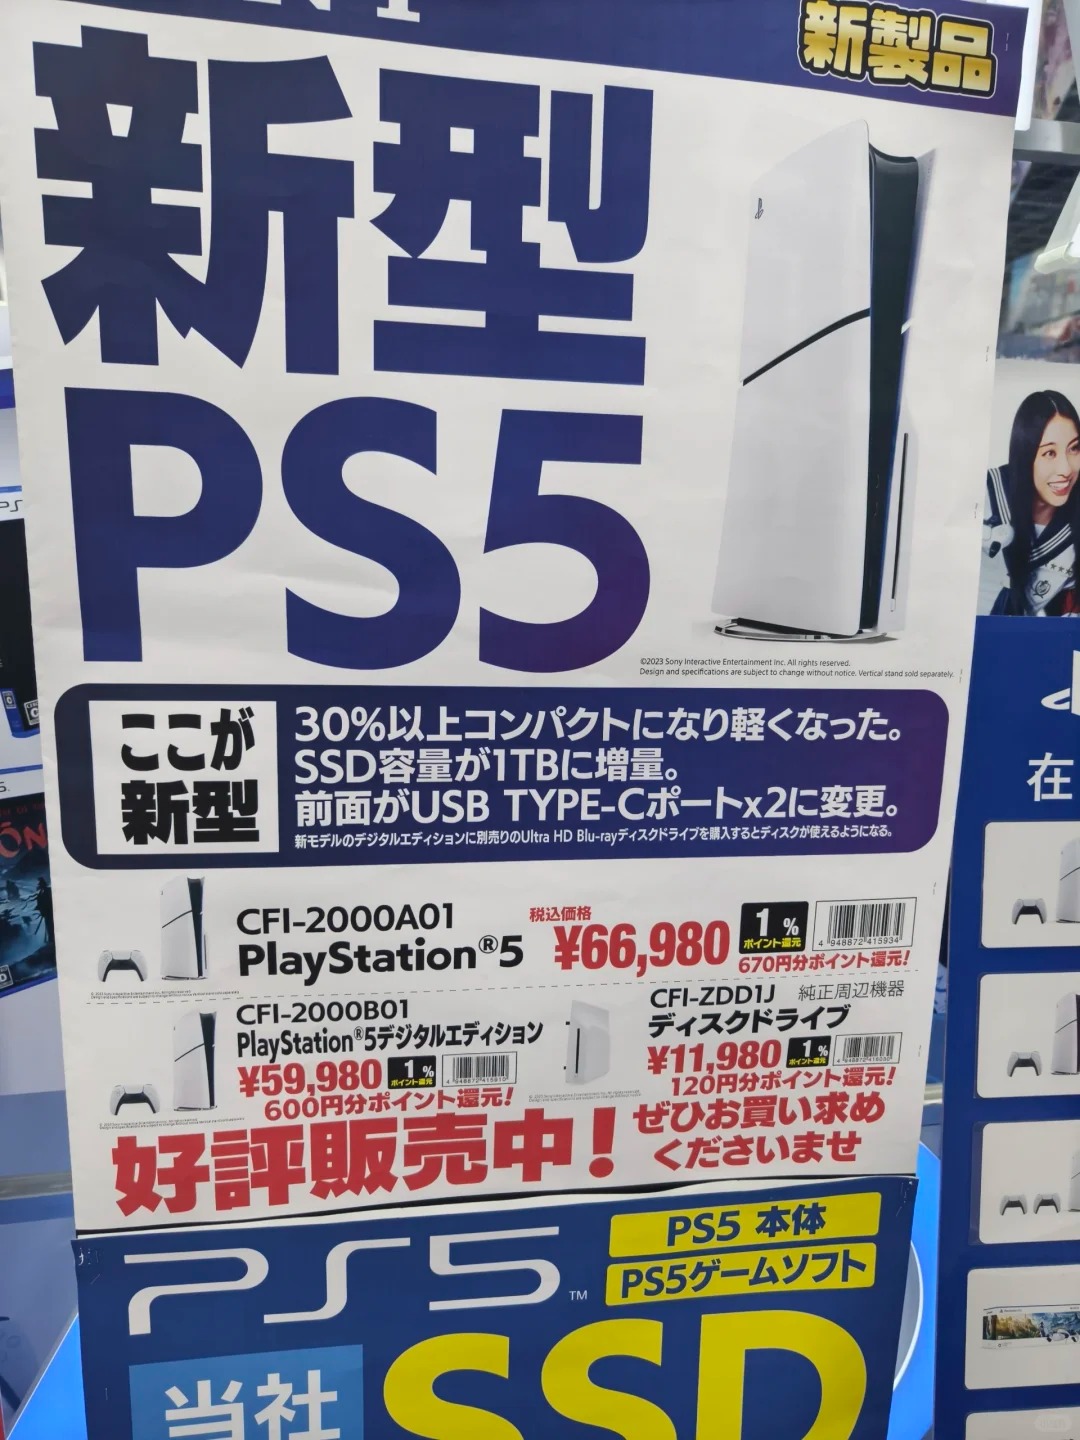 新製品
新型
PS5
©2023 Sony Interactive Entertainment Inc. All rights reserved.
Design and specifications are subject to change without notice. Vertical stand sold separately.
ここが
新型
30%以上コンパクトになり軽くなった。
SSD容量が1TBに増量。
前面がUSB TYPE-Cポートx2に変更。
新モデルのデジタルエディションに別売りのUltra HD Blu-rayディスクドライブを購入するとディスクが使えるようになる。
CFI-2000A01
PlayStation®5
税込価格
¥66,980
1%
ポイント還元
4 948872 415934
670円分ポイント還元!
CFI-2000B01
PlayStation®5デジタルエディション
¥59,980
1%
ポイント還元
4 948872 415910
600円分ポイント還元!
CFI-ZDD1J 純正周辺機器
ディスクドライブ
¥11,980
1%
ポイント還元
120円分ポイント還元!
好評販売中!
ぜひお買い求め
くださいませ
PS5™
PS5 本体
PS5ゲームソフト
当社
SSD
在